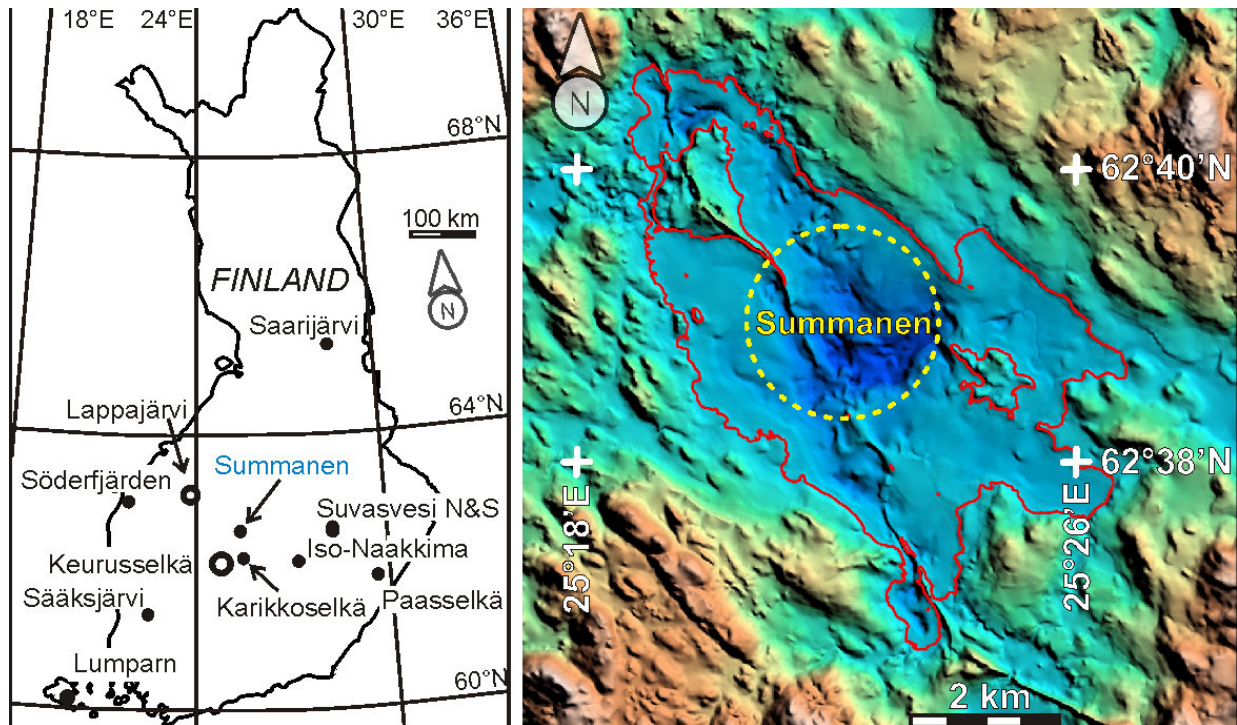 18°E 24°E 30°E 36°E
68°N
100 km
N
FINLAND
Saarijärvi
64°N
Lappajärvi
Summanen
Söderfjärden
Suvasvesi N&S
Iso-Naakkima
Keurusselkä
Karikkoselkä
Paasselkä
Sääksjärvi
Lumparn
60°N
N
62°40'N
Summanen
62°38'N
25°18'E
25°26'E
2 km